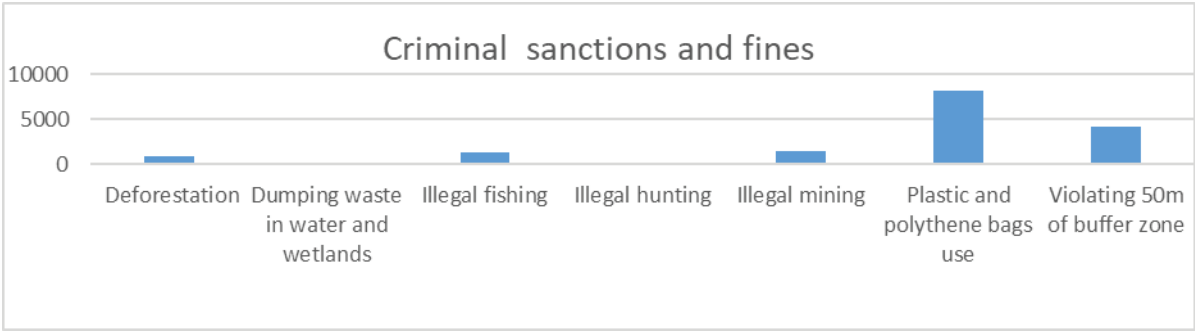 Criminal  sanctions and fines
10000
5000
0
Deforestation
Dumping waste
in water and
wetlands
Illegal fishing
Illegal hunting
Illegal mining
Plastic and
polythene bags
use
Violating 50m
of buffer zone